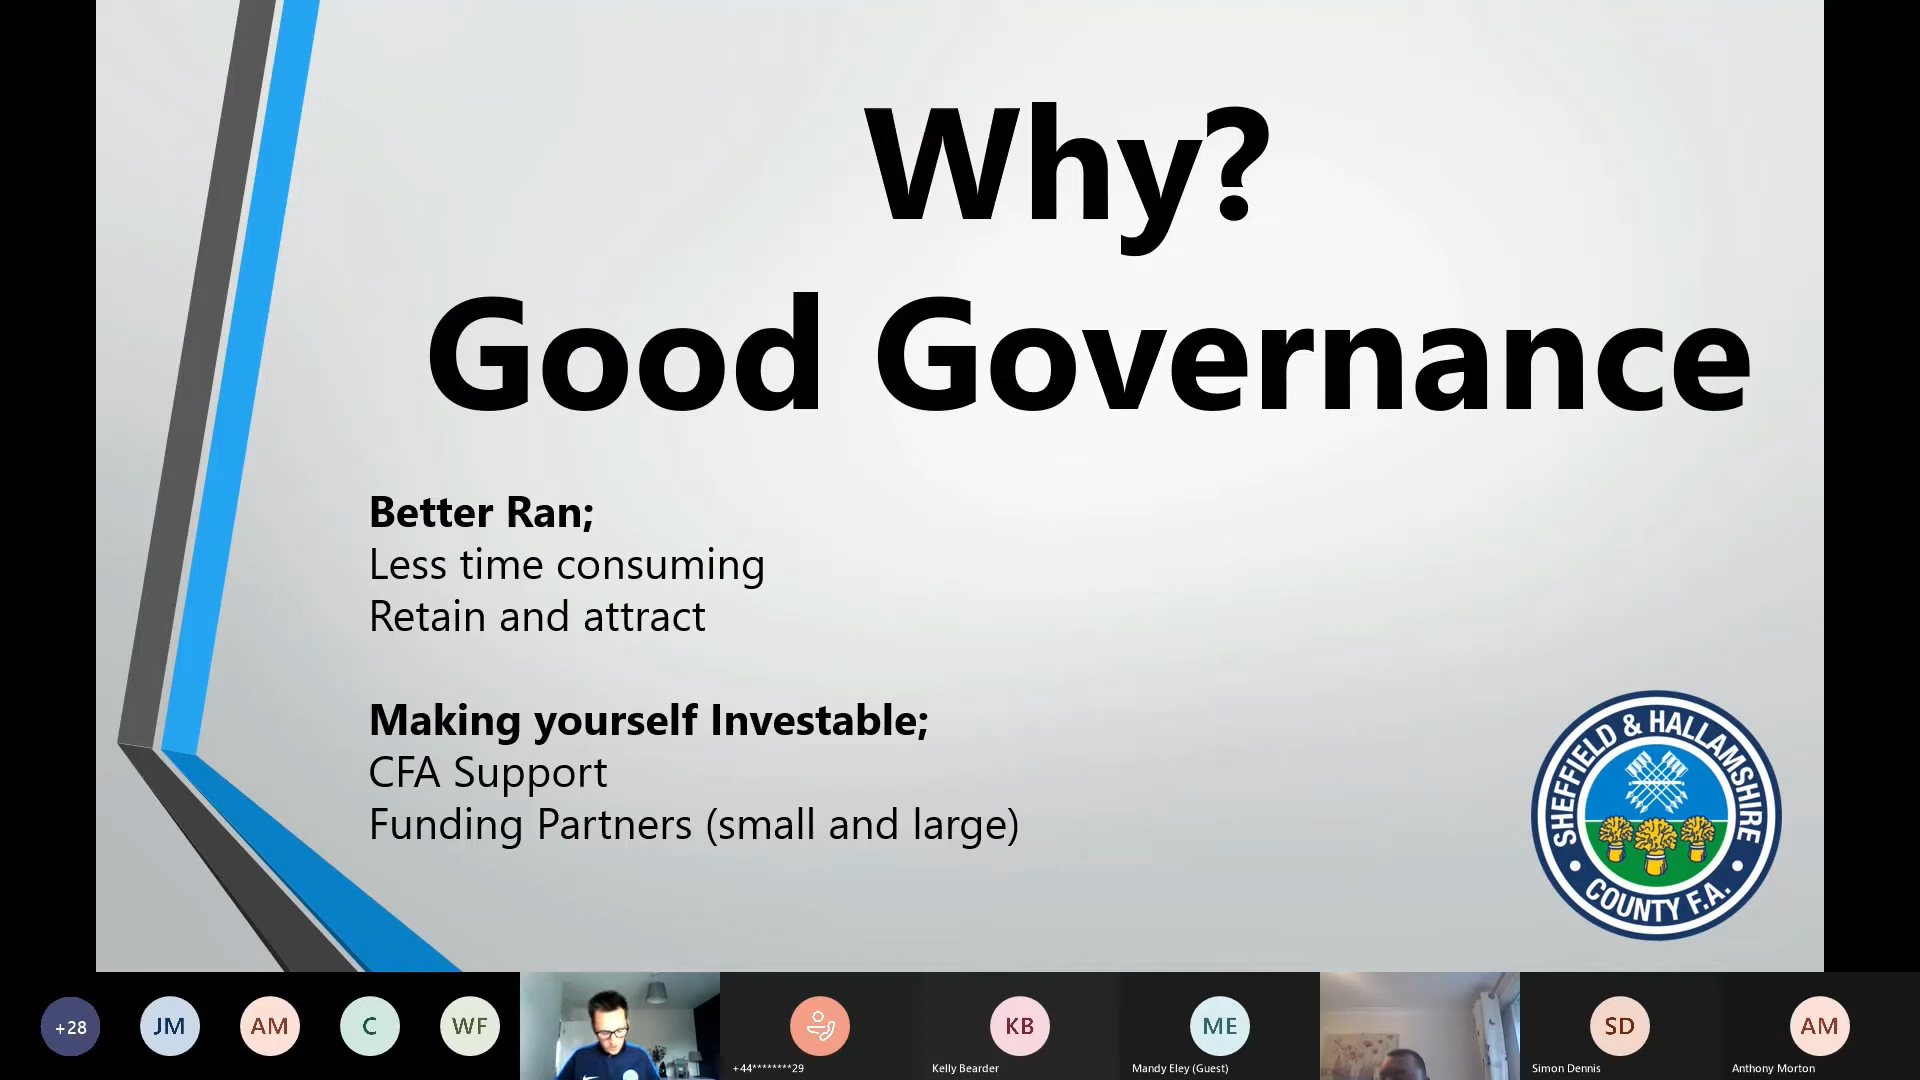 Why?
Good Governance
Better Ran;
Less time consuming
Retain and attract
Making yourself Investable;
CFA Support
Funding Partners (small and large)
SHEFFIELD & HALLAMSHIRE
COUNTY F.A.
+28
JM
AM
C
WF
+44********29
KB
Kelly Bearder
ME
Mandy Eley (Guest)
SD
Simon Dennis
AM
Anthony Morton